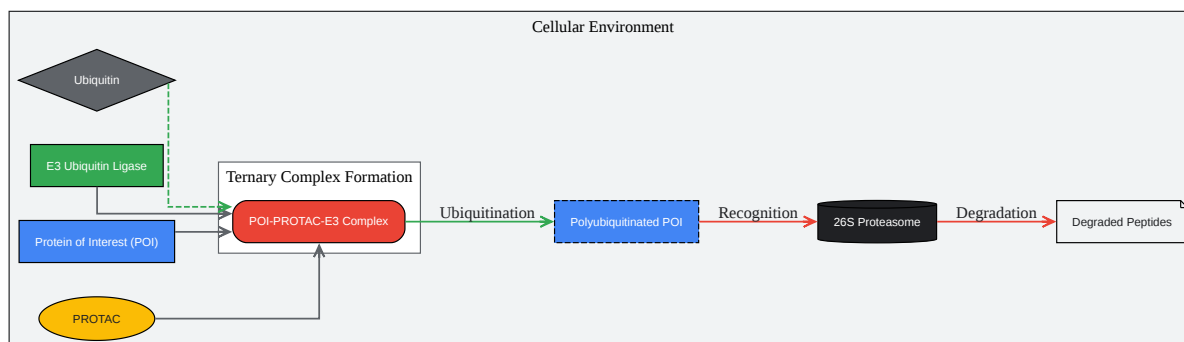 Cellular Environment
Ubiquitin
E3 Ubiquitin Ligase
Ternary Complex Formation
Protein of Interest (POI)
POI-PROTAC-E3 Complex
Ubiquitination
Polyubiquitinated POI
Recognition
26S Proteasome
Degradation
Degraded Peptides
PROTAC